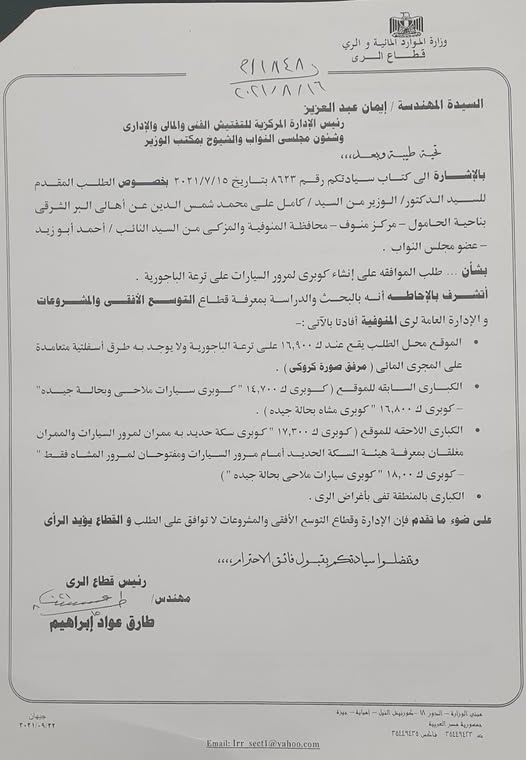 وزارة الموارد المائية و الري
قطاع الرى
٢٠٢١/٨/١٦
السيدة المهندسة / إيمان عبد العزيز
رئيس الإدارة المركزية للتفتيش الفنى والمالى والإدارى
وشئون مجلسى النواب والشيوخ بمكتب الوزير
تحية طيبة وبعد،،،،
بالإشارة الى كتاب سيادتكم رقم ٨٦٢٣ بتاريخ ٢٠٢١/٧/١٥ بخصوص الطلب المقدم
للسيد الدكتور/ الوزير من السيد / كامل على محمد شمس الدين عن أهالى البر الشرقى
بناحية الحامول – مركز منوف – محافظة المنوفية والمزكى من السيد النائب / أحمد أبو زيد
– عضو مجلس النواب .
بشأن ... طلب الموافقه على إنشاء كوبرى لمرور السيارات على ترعة الباجورية .
أتشرف بالإحاطه أنه بالبحث والدراسة بمعرفة قطاع التوسع الأفقى والمشروعات
و الإدارة العامة لرى المنوفية أفادتا بالآتى :-
• الموقع محل الطلب يقع عند ك ١٦,٩٠٠ على ترعة الباجورية ولا يوجد به طرق أسفلتية متعامدة
على المجرى المائى ( مرفق صورة كروكى ) .
• الكبارى السابقه للموقع ( كوبرى ك ١٤,٧٠٠ " كوبرى سيارات ملاحى وبحالة جيده "
– كوبرى ك ١٦,٨٠٠ " كوبرى مشاه بحالة جيده ) .
• الكبارى اللاحقه للموقع ( كوبرى ك ١٧,٣٠٠ " كوبرى سكة حديد به ممران لمرور السيارات والممران
مغلقان بمعرفة هيئة السكة الحديد أمام مرور السيارات ومفتوحان لمرور المشاه فقط "
– كوبرى ك ١٨,٠٠ كوبرى سيارات ملاحى بحالة جيده " )
• الكبارى بالمنطقة تفى بأغراض الرى .
على ضوء ما تقدم فإن الإدارة وقطاع التوسع الأفقى والمشروعات لا توافق على الطلب و القطاع يؤيد الرأى
وتفضلوا سيادتكم بقبول فائق الاحترام،،،،
رئيس قطاع الرى
مهندس/
طارق عواد إبراهيم
جيهان
٢٠٢١/٠٩/٢٢
مبنى الوزارة – الدور ١٨ – كورنيش النيل – إمبابة – جيزة
جمهورية مصر العربية
ت: ٣٥٤٤٩٤٣٣ فاكس ٣٥٤٤٩٤٣٥
Email: Irr_sect1@yahoo.com